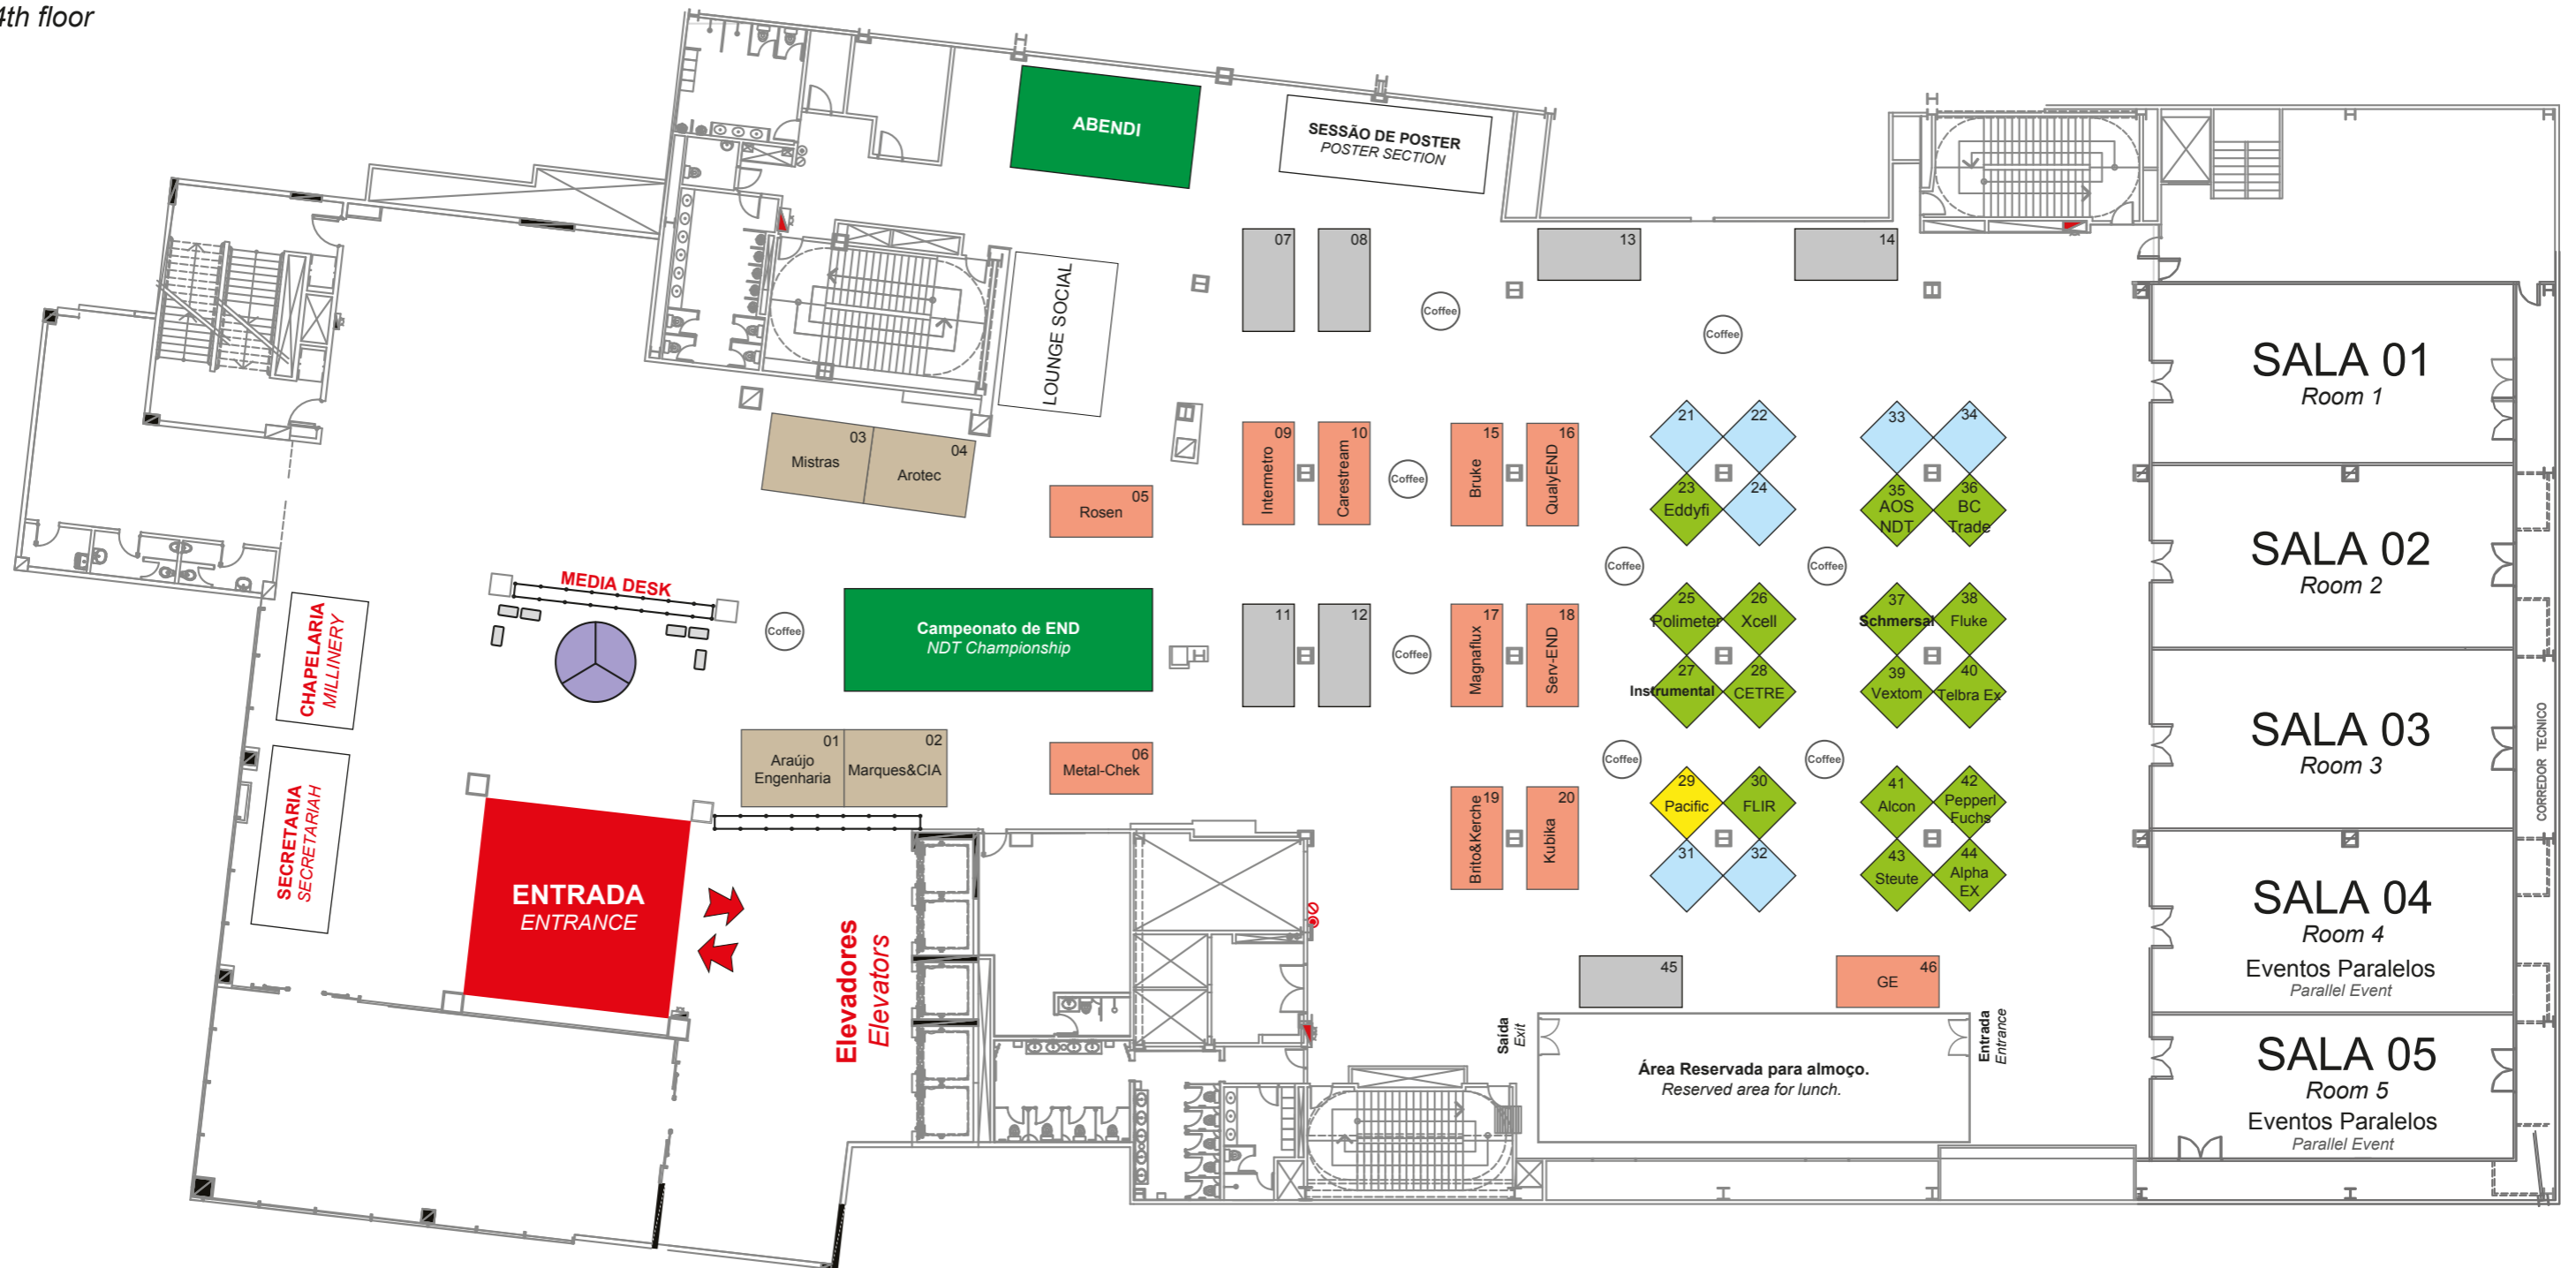 4th floor
ABENDI
SESSÃO DE POSTER
POSTER SECTION
07
08
13
14
LOUNGE SOCIAL
Coffee
Coffee
SALA 01
Room 1
03
Mistras
04
Arotec
05
Rosen
09
Intermetro
10
Carestream
Coffee
15
Bruke
16
QualyEND
21
22
23
Eddyfi
24
33
34
35
AOS
NDT
36
BC
Trade
SALA 02
Room 2
Coffee
Coffee
MEDIA DESK
CHAPELARIA
MILLINERY
Coffee
Campeonato de END
NDT Championship
11
12
Coffee
17
Magnaflux
18
Serv-END
25
Polimeter
26
Xcell
27
Instrumental
28
CETRE
37
Schmersal
38
Fluke
39
Vextom
40
Telbra Ex
SALA 03
Room 3
CORREDOR TECNICO
SECRETARIA
SECRETARIAH
01
Araújo
Engenharia
02
Marques&CIA
06
Metal-Chek
Coffee
Coffee
19
Brito&Kerche
20
Kubika
29
Pacific
30
FLIR
31
32
41
Alcon
42
Pepperl
Fuchs
43
Steute
44
Alpha
EX
SALA 04
Room 4
Eventos Paralelos
Parallel Event
ENTRADA
ENTRANCE
Elevadores
Elevators
45
46
GE
Saída
Exit
Entrada
Entrance
Área Reservada para almoço.
Reserved area for lunch.
SALA 05
Room 5
Eventos Paralelos
Parallel Event